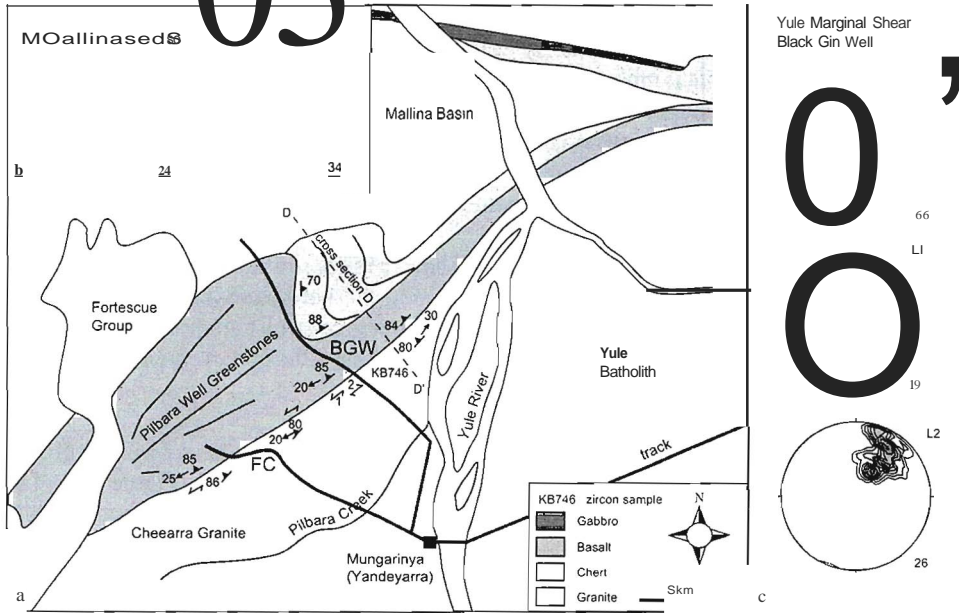 MOallinasedS
03
Yule Marginal Shear
Black Gin Well
Mallina Basin
b
24
34
0
,
66
L1
O
19
L2
26
D
cross section D
70
88
84
30
80
BGW
KB746
D'
Fortescue
Group
Pilbara Well Greenstones
85
20
2
1
80
20
FC
85
25
86
Yule
Batholith
Yule River
track
Cheearra Granite
Pilbara Creek
Mungarinya
(Yandeyarra)
KB746 zircon sample
N
Gabbro
Basalt
Chert
Granite
Skm
a
c